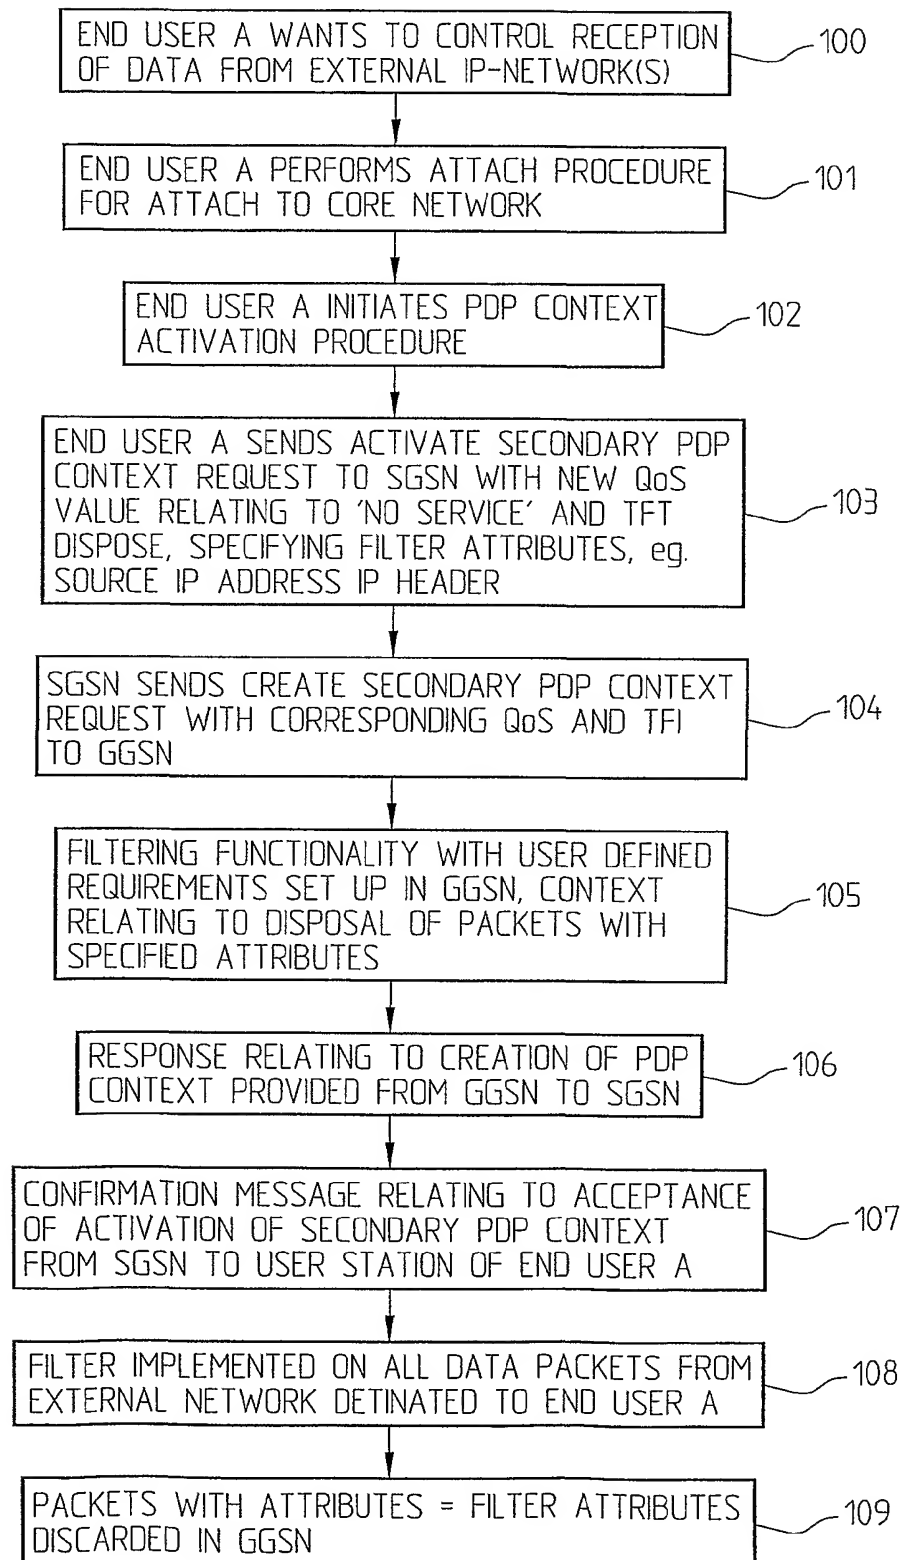 END USER A WANTS TO CONTROL RECEPTION
OF DATA FROM EXTERNAL IP-NETWORK(S)
100
END USER A PERFORMS ATTACH PROCEDURE
FOR ATTACH TO CORE NETWORK
101
END USER A INITIATES PDP CONTEXT
ACTIVATION PROCEDURE
102
END USER A SENDS ACTIVATE SECONDARY PDP
CONTEXT REQUEST TO SGSN WITH NEW QoS
VALUE RELATING TO 'NO SERVICE' AND TFT
DISPOSE, SPECIFYING FILTER ATTRIBUTES, eg.
SOURCE IP ADDRESS IP HEADER
103
SGSN SENDS CREATE SECONDARY PDP CONTEXT
REQUEST WITH CORRESPONDING QoS AND TFI
TO GGSN
104
FILTERING FUNCTIONALITY WITH USER DEFINED
REQUIREMENTS SET UP IN GGSN, CONTEXT
RELATING TO DISPOSAL OF PACKETS WITH
SPECIFIED ATTRIBUTES
105
RESPONSE RELATING TO CREATION OF PDP
CONTEXT PROVIDED FROM GGSN TO SGSN
106
CONFIRMATION MESSAGE RELATING TO ACCEPTANCE
OF ACTIVATION OF SECONDARY PDP CONTEXT
FROM SGSN TO USER STATION OF END USER A
107
FILTER IMPLEMENTED ON ALL DATA PACKETS FROM
EXTERNAL NETWORK DETINATED TO END USER A
108
PACKETS WITH ATTRIBUTES = FILTER ATTRIBUTES
DISCARDED IN GGSN
109